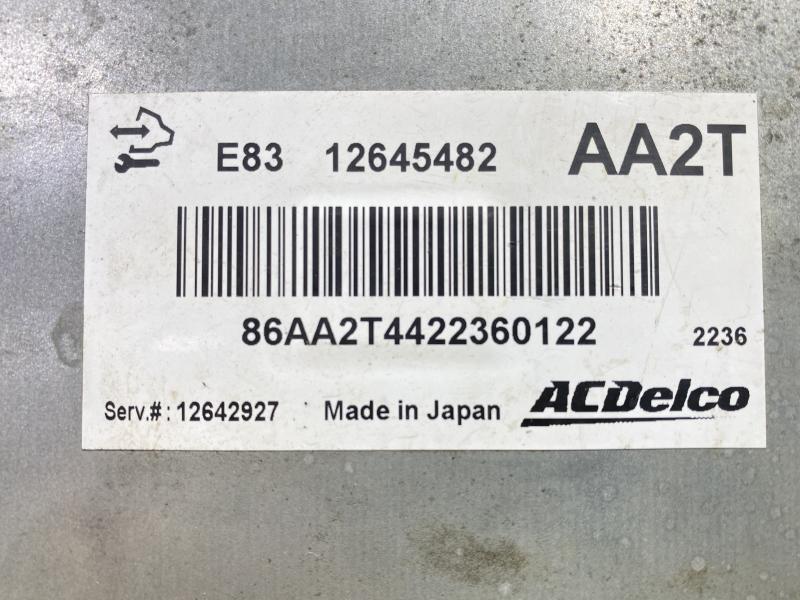 E83 12645482 AA2T
86AA2T4422360122 2236
Serv.#: 12642927 Made in Japan ACDelco